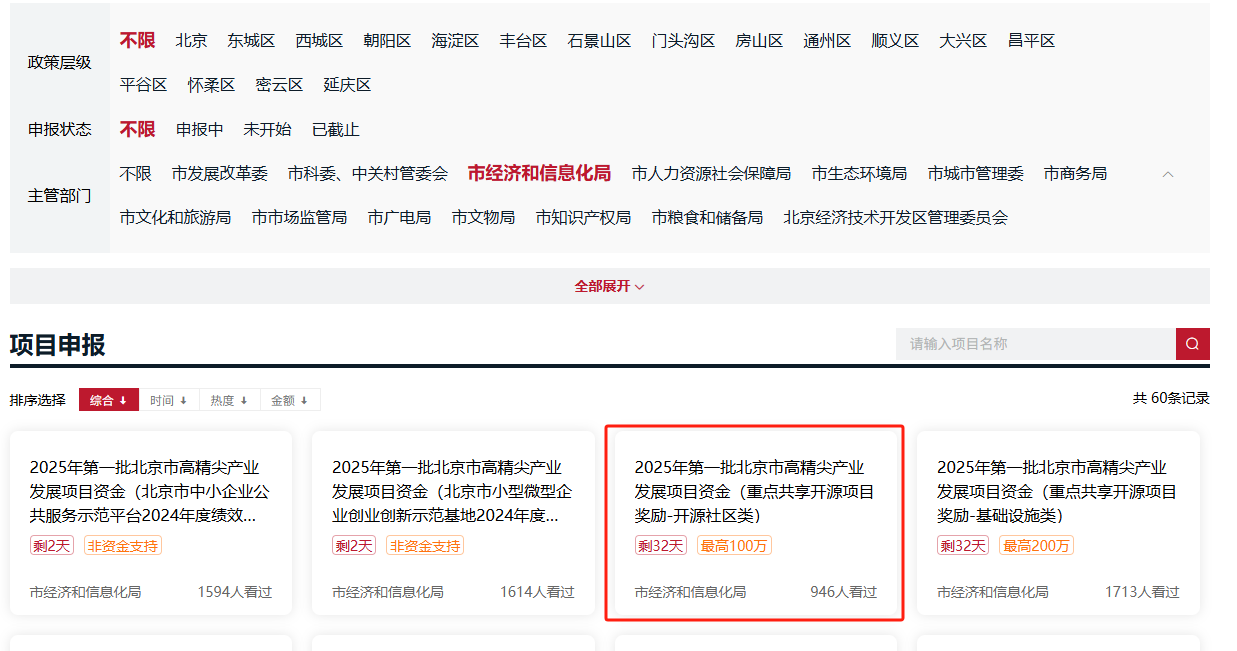 政策层级
不限 北京 东城区 西城区 朝阳区 海淀区 丰台区 石景山区 门头沟区 房山区 通州区 顺义区 大兴区 昌平区
平谷区 怀柔区 密云区 延庆区
申报状态 不限 申报中 未开始 已截止
主管部门
不限 市发展改革委 市科委、中关村管委会 市经济和信息化局 市人力资源社会保障局 市生态环境局 市城市管理委 市商务局
市文化和旅游局 市市场监管局 市广电局 市文物局 市知识产权局 市粮食和储备局 北京经济技术开发区管理委员会
全部展开
项目申报
请输入项目名称
排序选择 综合 时间 热度 金额
共 60条记录
2025年第一批北京市高精尖产业
发展项目资金（北京市中小企业公
共服务示范平台2024年度绩效...
剩2天 非资金支持
市经济和信息化局 1594人看过
2025年第一批北京市高精尖产业
发展项目资金（北京市小型微型企
业创业创新示范基地2024年度...
剩2天 非资金支持
市经济和信息化局 1614人看过
2025年第一批北京市高精尖产业
发展项目资金（重点共享开源项目
奖励-开源社区类）
剩32天 最高100万
市经济和信息化局 946人看过
2025年第一批北京市高精尖产业
发展项目资金（重点共享开源项目
奖励-基础设施类）
剩32天 最高200万
市经济和信息化局 1713人看过